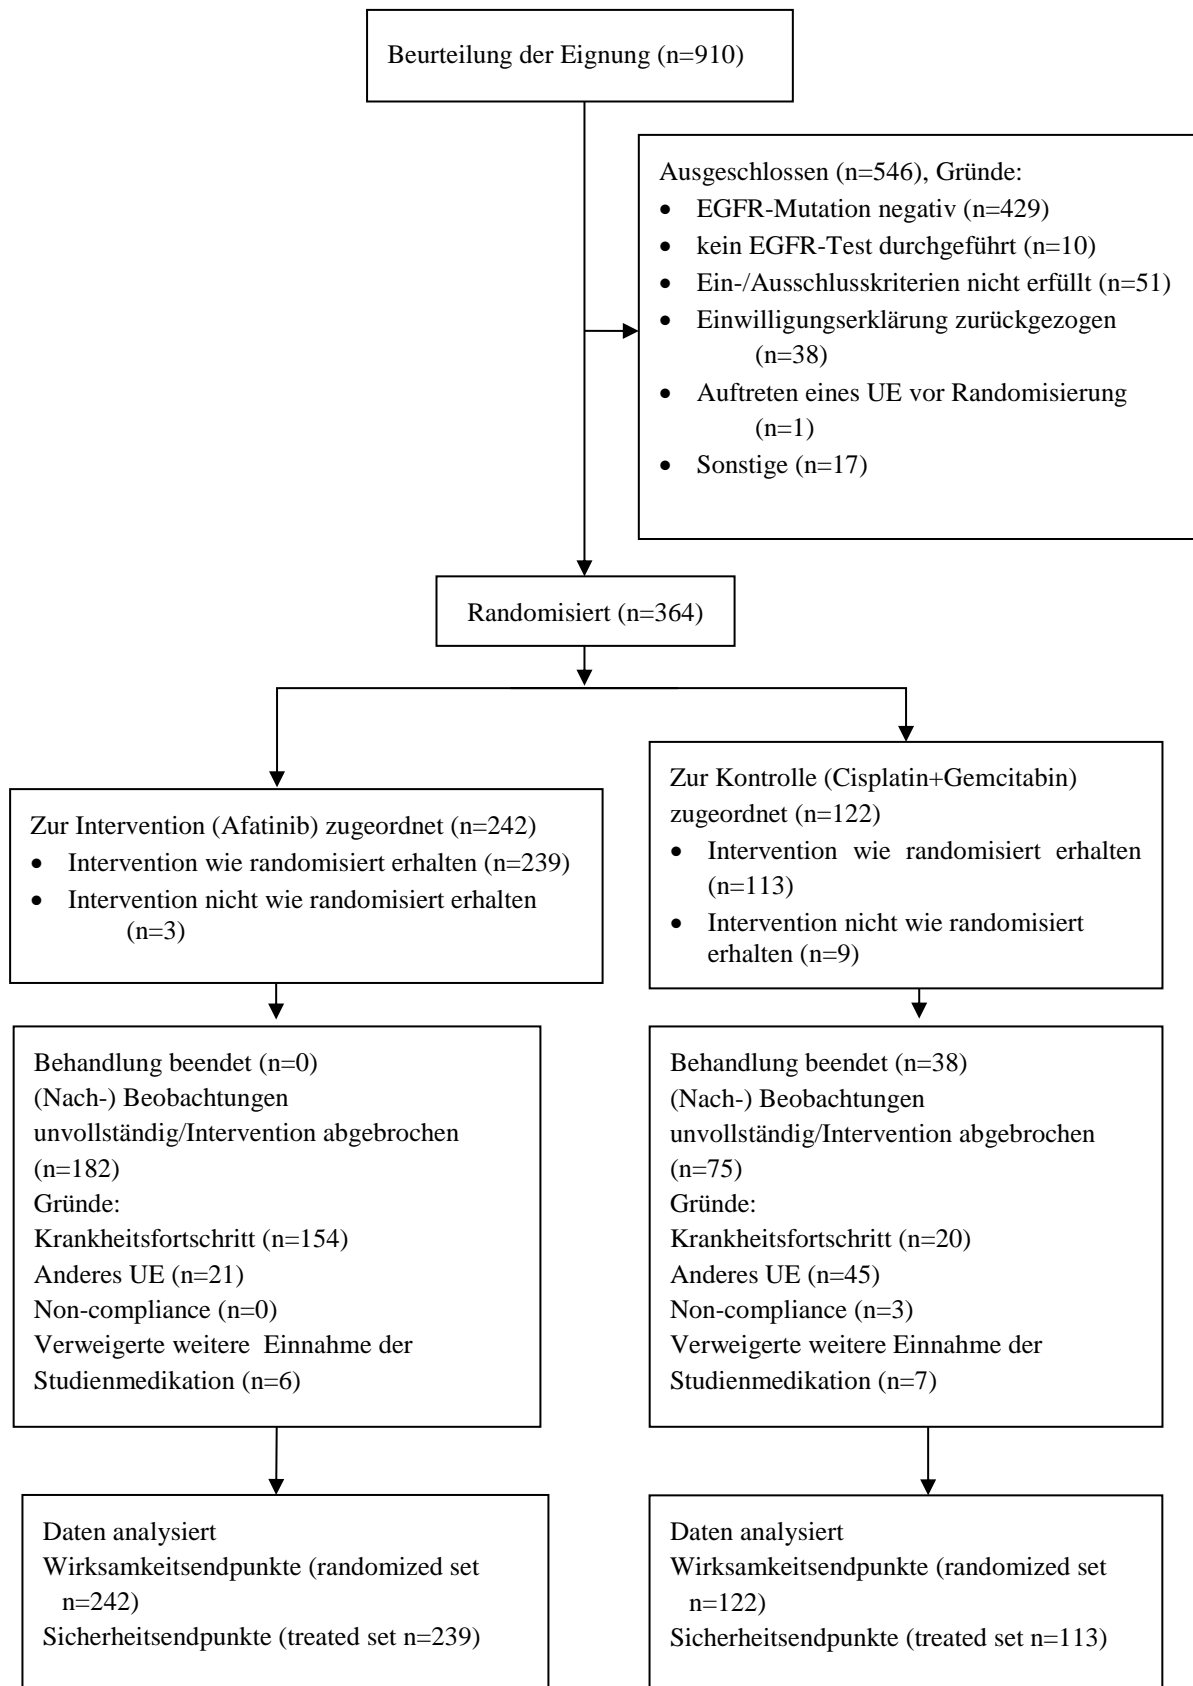 Beurteilung der Eignung (n=910)
Ausgeschlossen (n=546), Gründe:
• EGFR-Mutation negativ (n=429)
• kein EGFR-Test durchgeführt (n=10)
• Ein-/Ausschlusskriterien nicht erfüllt (n=51)
• Einwilligungserklärung zurückgezogen
(n=38)
• Auftreten eines UE vor Randomisierung
(n=1)
• Sonstige (n=17)
Randomisiert (n=364)
Zur Intervention (Afatinib) zugeordnet (n=242)
• Intervention wie randomisiert erhalten (n=239)
• Intervention nicht wie randomisiert erhalten
(n=3)
Zur Kontrolle (Cisplatin+Gemcitabin)
zugeordnet (n=122)
• Intervention wie randomisiert erhalten
(n=113)
• Intervention nicht wie randomisiert
erhalten (n=9)
Behandlung beendet (n=0)
(Nach-) Beobachtungen
unvollständig/Intervention abgebrochen
(n=182)
Gründe:
Krankheitsfortschritt (n=154)
Anderes UE (n=21)
Non-compliance (n=0)
Verweigerte weitere Einnahme der
Studienmedikation (n=6)
Behandlung beendet (n=38)
(Nach-) Beobachtungen
unvollständig/Intervention abgebrochen
(n=75)
Gründe:
Krankheitsfortschritt (n=20)
Anderes UE (n=45)
Non-compliance (n=3)
Verweigerte weitere Einnahme der
Studienmedikation (n=7)
Daten analysiert
Wirksamkeitsendpunkte (randomized set
n=242)
Sicherheitsendpunkte (treated set n=239)
Daten analysiert
Wirksamkeitsendpunkte (randomized set
n=122)
Sicherheitsendpunkte (treated set n=113)